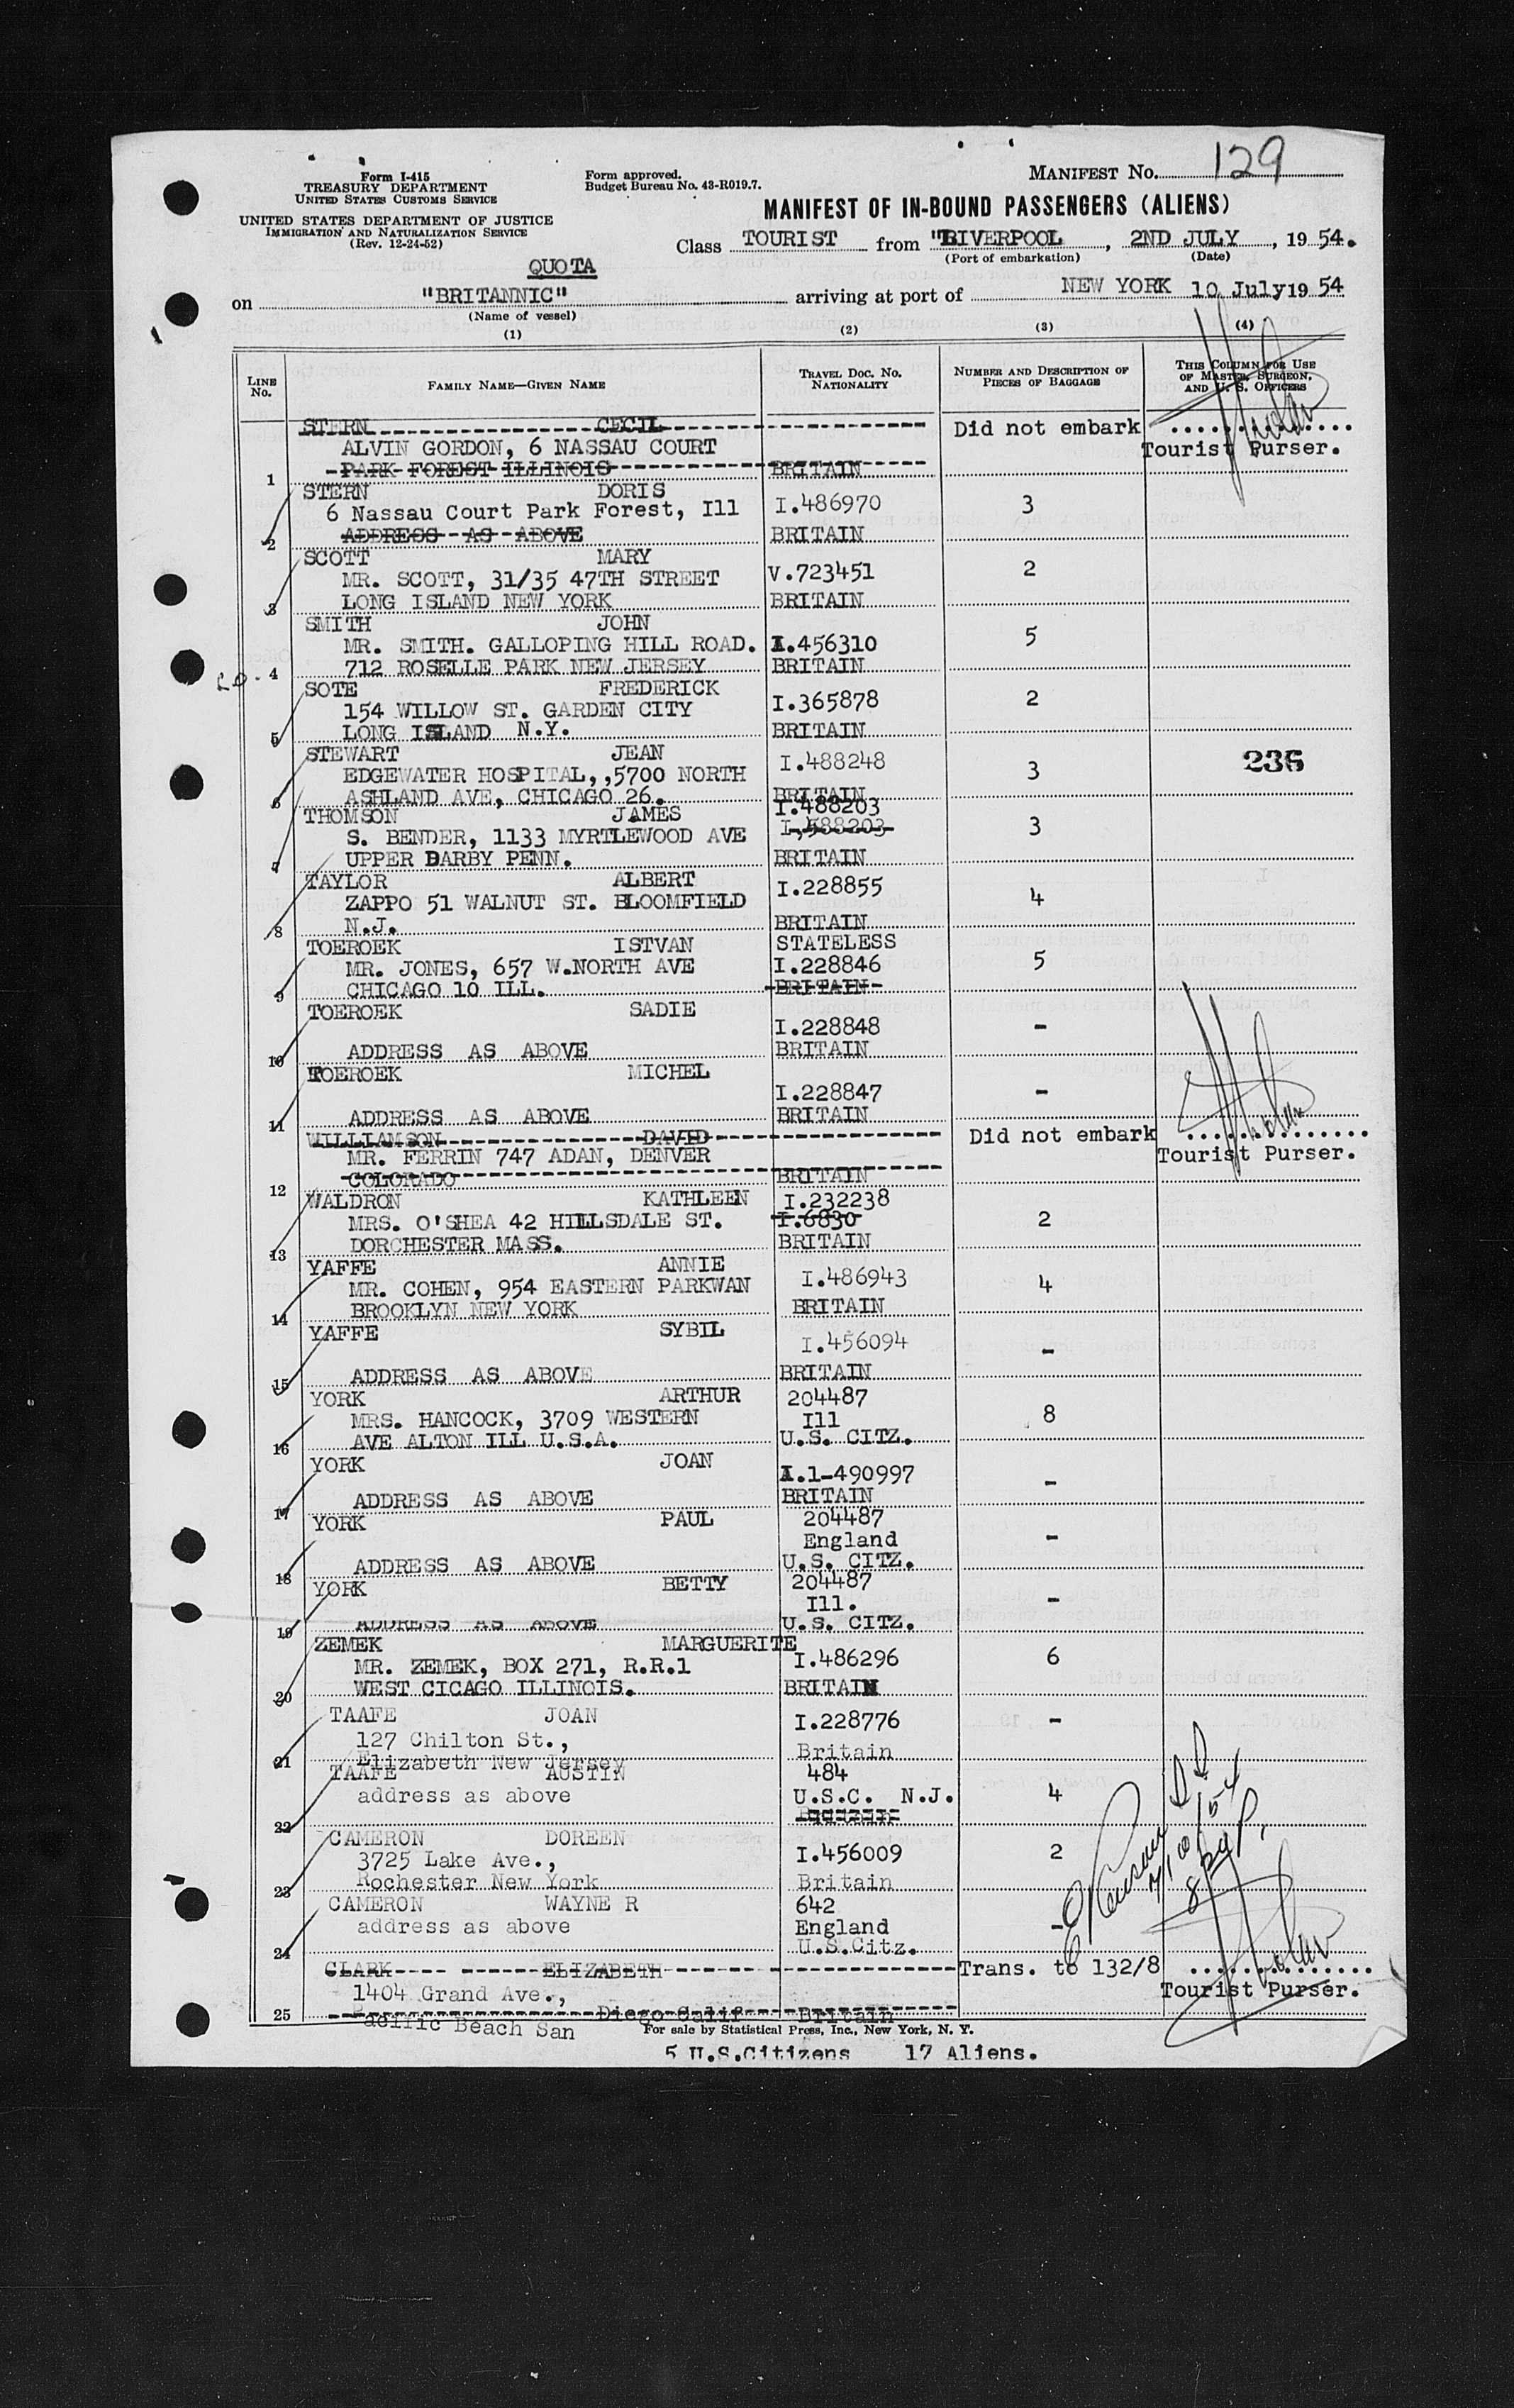 Form I-415
TREASURY DEPARTMENT
UNITED STATES CUSTOMS SERVICE
UNITED STATES DEPARTMENT OF JUSTICE
IMMIGRATION AND NATURALIZATION SERVICE
(Rev. 12-24-52)
Form approved.
Budget Bureau No. 43-R019.7.
MANIFEST No. 129
MANIFEST OF IN-BOUND PASSENGERS (ALIENS)
Class TOURIST from "LIVERPOOL, 2ND JULY, 1954.
(Port of embarkation) (Date)
QUOTA
on "BRITANNIC" arriving at port of NEW YORK 10 July 1954
(Name of vessel)
(1) (2) (3) (4)
LINE No. FAMILY NAME—GIVEN NAME TRAVEL DOC. NO. NATIONALITY NUMBER AND DESCRIPTION OF PIECES OF BAGGAGE THIS COLUMN FOR USE OF MASTER, SURGEON, AND U. S. OFFICERS
STERN CECIL Did not embark
ALVIN GORDON, 6 NASSAU COURT Tourist Purser.
1 PARK FOREST ILLINOIS BRITAIN
STERN DORIS
6 Nassau Court Park Forest, Ill I.486970 3
2 ADDRESS AS ABOVE BRITAIN
SCOTT MARY
MR. SCOTT, 31/35 47TH STREET V.723451 2
3 LONG ISLAND NEW YORK BRITAIN
SMITH JOHN
MR. SMITH. GALLOPING HILL ROAD. I.456310 5
4 712 ROSELLE PARK NEW JERSEY BRITAIN
SOTE FREDERICK
154 WILLOW ST. GARDEN CITY I.365878 2
5 LONG ISLAND N.Y. BRITAIN
STEWART JEAN I.488248
EDGEWATER HOSPITAL,,5700 NORTH 3 236
6 ASHLAND AVE, CHICAGO 26. BRITAIN
THOMSON JAMES I.488203
S. BENDER, 1133 MYRTLEWOOD AVE I,588203 3
7 UPPER DARBY PENN. BRITAIN
TAYLOR ALBERT I.228855
ZAPPO 51 WALNUT ST. BLOOMFIELD 4
8 N.J. BRITAIN
TOEROEK ISTVAN STATELESS
MR. JONES, 657 W.NORTH AVE I.228846 5
9 CHICAGO 10 ILL. BRITAIN
TOEROEK SADIE
I.228848 -
10 ADDRESS AS ABOVE BRITAIN
TOEROEK MICHEL
I.228847 -
11 ADDRESS AS ABOVE BRITAIN
WILLIAMSON DAVID Did not embark
MR. FERRIN 747 ADAN, DENVER Tourist Purser.
12 COLORADO BRITAIN
WALDRON KATHLEEN I.232238
MRS. O'SHEA 42 HILLSDALE ST. I.6830 2
13 DORCHESTER MASS. BRITAIN
YAFFE ANNIE
MR. COHEN, 954 EASTERN PARKWAN I.486943 4
14 BROOKLYN NEW YORK BRITAIN
YAFFE SYBIL
I.456094 -
15 ADDRESS AS ABOVE BRITAIN
YORK ARTHUR 204487
MRS. HANCOCK, 3709 WESTERN Ill 8
16 AVE ALTON ILL U.S.A. U.S. CITZ.
YORK JOAN
I.1-490997 -
17 ADDRESS AS ABOVE BRITAIN
YORK PAUL 204487
England -
18 ADDRESS AS ABOVE U.S. CITZ.
YORK BETTY 204487
Ill. -
19 ADDRESS AS ABOVE U.S. CITZ.
ZEMEK MARGUERITE
MR. ZEMEK, BOX 271, R.R.1 I.486296 6
20 WEST CICAGO ILLINOIS. BRITAIN
TAAFE JOAN I.228776 -
127 Chilton St.,
21 Elizabeth New Jersey Britain
TAAFE AUSTIN 484
address as above U.S.C. N.J. 4
22 Britain
CAMERON DOREEN
3725 Lake Ave., I.456009 2
23 Rochester New York Britain
CAMERON WAYNE R 642
address as above England -
24 U.S.Citz.
CLARK ELIZABETH Trans. to 132/8
1404 Grand Ave., Tourist Purser.
25 Pacific Beach San Diego Calif Britain
For sale by Statistical Press, Inc., New York, N. Y.
5 U.S.Citizens 17 Aliens.